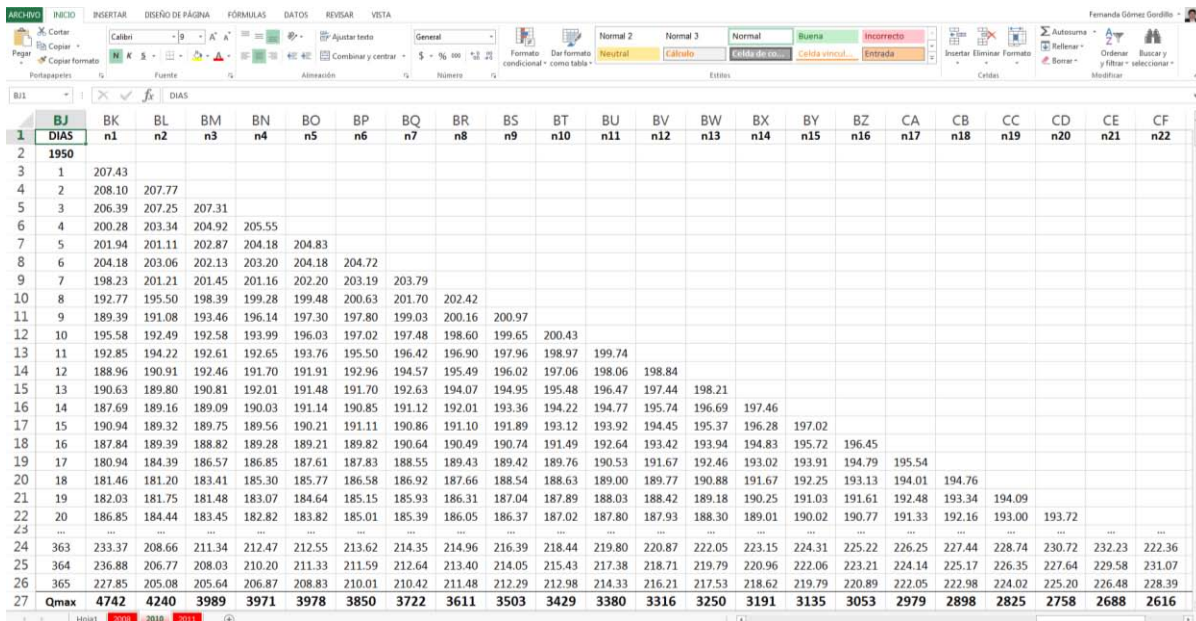 ARCHIVO INICIO INSERTAR DISEÑO DE PÁGINA FÓRMULAS DATOS REVISAR VISTA Fernanda Gómez Gordillo
Cortar Calibri 9 Ajustar texto General Normal 2 Normal 3 Normal Buena Incorrecto Autosuma
Pegar Copiar N K S Combinar y centrar $ % 000 Formato condicional Dar formato como tabla Neutral Cálculo Celda de co... Celda vincul... Entrada Insertar Eliminar Formato Rellenar Ordenar y filtrar Buscar y seleccionar
Copiar formato Borrar
Portapapeles Fuente Alineación Número Estilos Celdas Modificar
BJ1 fx DIAS
BJ BK BL BM BN BO BP BQ BR BS BT BU BV BW BX BY BZ CA CB CC CD CE CF
1 DIAS n1 n2 n3 n4 n5 n6 n7 n8 n9 n10 n11 n12 n13 n14 n15 n16 n17 n18 n19 n20 n21 n22
2 1950
3 1 207.43
4 2 208.10 207.77
5 3 206.39 207.25 207.31
6 4 200.28 203.34 204.92 205.55
7 5 201.94 201.11 202.87 204.18 204.83
8 6 204.18 203.06 202.13 203.20 204.18 204.72
9 7 198.23 201.21 201.45 201.16 202.20 203.19 203.79
10 8 192.77 195.50 198.39 199.28 199.48 200.63 201.70 202.42
11 9 189.39 191.08 193.46 196.14 197.30 197.80 199.03 200.16 200.97
12 10 195.58 192.49 192.58 193.99 196.03 197.02 197.48 198.60 199.65 200.43
13 11 192.85 194.22 192.61 192.65 193.76 195.50 196.42 196.90 197.96 198.97 199.74
14 12 188.96 190.91 192.46 191.70 191.91 192.96 194.57 195.49 196.02 197.06 198.06 198.84
15 13 190.63 189.80 190.81 192.01 191.48 191.70 192.63 194.07 194.95 195.48 196.47 197.44 198.21
16 14 187.69 189.16 189.09 190.03 191.14 190.85 191.12 192.01 193.36 194.22 194.77 195.74 196.69 197.46
17 15 190.94 189.32 189.75 189.56 190.21 191.11 190.86 191.10 191.89 193.12 193.92 194.45 195.37 196.28 197.02
18 16 187.84 189.39 188.82 189.28 189.21 189.82 190.64 190.49 190.74 191.49 192.64 193.42 193.94 194.83 195.72 196.45
19 17 180.94 184.39 186.57 186.85 187.61 187.83 188.55 189.43 189.42 189.76 190.53 191.67 192.46 193.02 193.91 194.79 195.54
20 18 181.46 181.20 183.41 185.30 185.77 186.58 186.92 187.66 188.54 188.63 189.00 189.77 190.88 191.67 192.25 193.13 194.01 194.76
21 19 182.03 181.75 181.48 183.07 184.64 185.15 185.93 186.31 187.04 187.89 188.03 188.42 189.18 190.25 191.03 191.61 192.48 193.34 194.09
22 20 186.85 184.44 183.45 182.82 183.82 185.01 185.39 186.05 186.37 187.02 187.80 187.93 188.30 189.01 190.02 190.77 191.33 192.16 193.00 193.72
23 ... ... ... ... ... ... ... ... ... ... ... ... ... ... ... ... ... ... ... ... ... ... ...
24 363 233.37 208.66 211.34 212.47 212.55 213.62 214.35 214.96 216.39 218.44 219.80 220.87 222.05 223.15 224.31 225.22 226.25 227.44 228.74 230.72 232.23 222.36
25 364 236.88 206.77 208.03 210.20 211.33 211.59 212.64 213.40 214.05 215.43 217.38 218.71 219.79 220.96 222.06 223.21 224.14 225.17 226.35 227.64 229.58 231.07
26 365 227.85 205.08 205.64 206.87 208.83 210.01 210.42 211.48 212.29 212.98 214.33 216.21 217.53 218.62 219.79 220.89 222.05 222.98 224.02 225.20 226.48 228.39
27 Qmax 4742 4240 3989 3971 3978 3850 3722 3611 3503 3429 3380 3316 3250 3191 3135 3053 2979 2898 2825 2758 2688 2616
Hoja1 2009 2010 2011